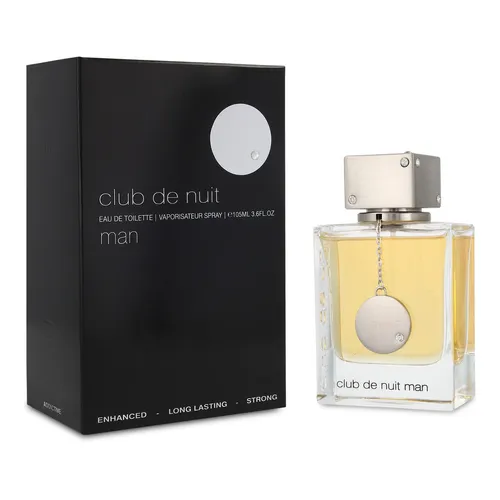 club de nuit
EAU DE TOILETTE | VAPORISATEUR SPRAY | ℮105ML 3.6FL.OZ
man
ENHANCED - LONG LASTING - STRONG
club de nuit man